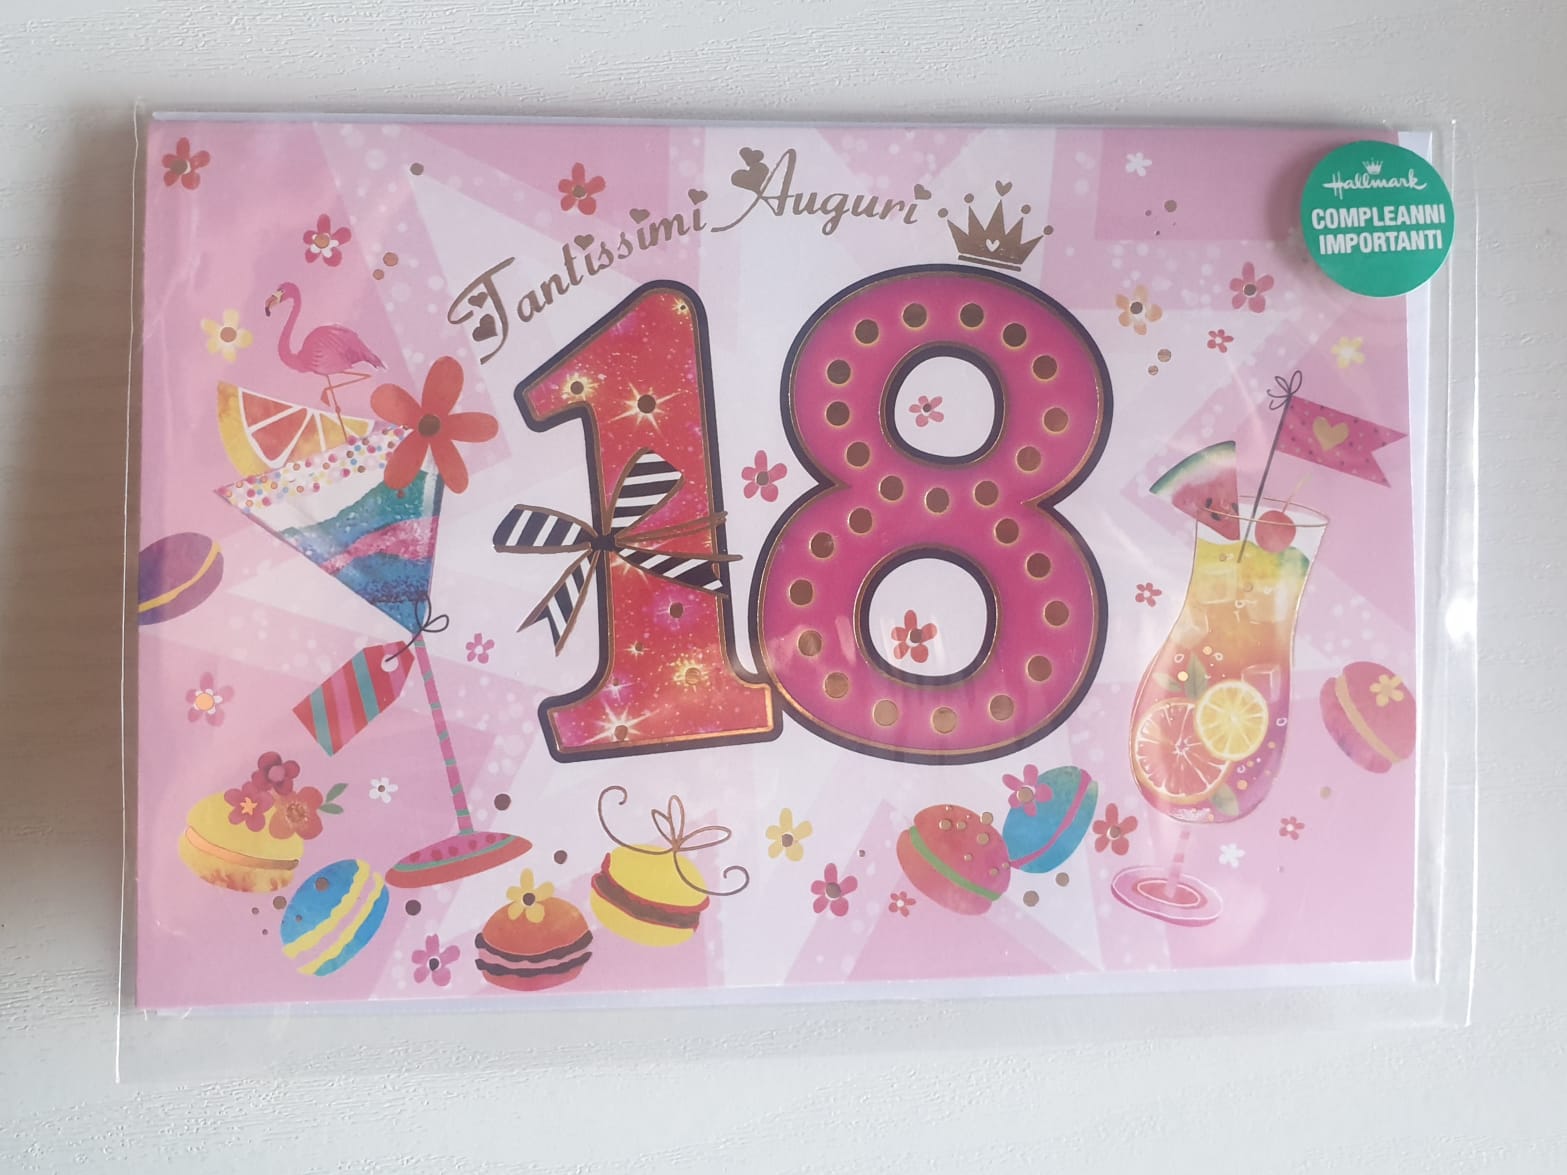 Tantissimi Auguri
18
Hallmark
COMPLEANNI
IMPORTANTI